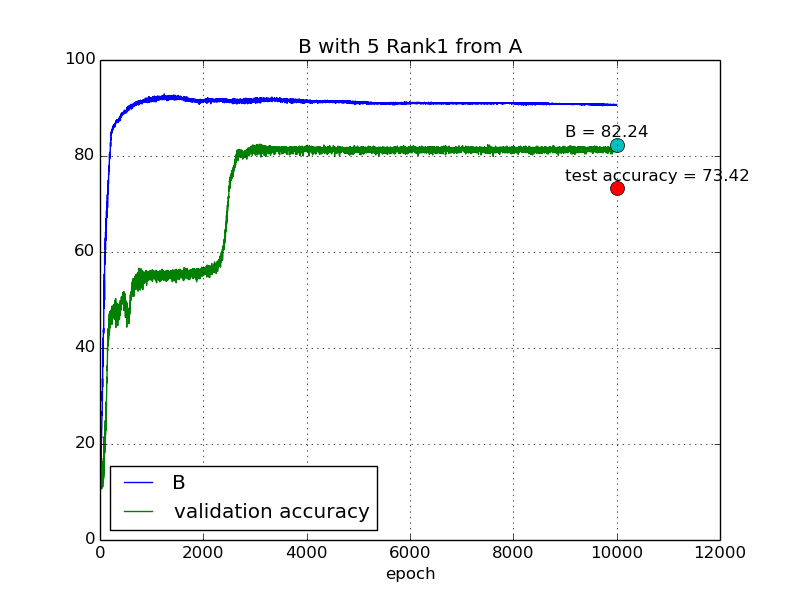 B with 5 Rank1 from A
100
80
60
40
20
0
B = 82.24
test accuracy = 73.42
B
validation accuracy
0 2000 4000 6000 8000 10000 12000
epoch